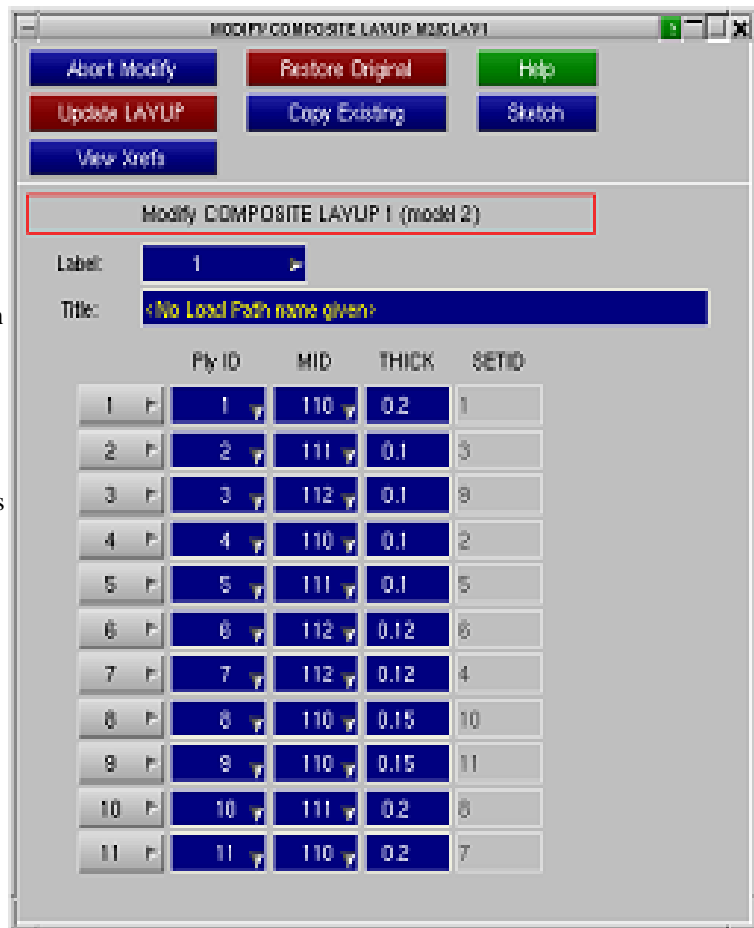 MODIFY COMPOSITE LAYUP M2/CLAY1
Abort Modify Restore Original Help
Update LAYUP Copy Existing Sketch
View Xrefs
Modify COMPOSITE LAYUP 1 (model 2)
Label: 1
Title: <No Load Path name given>
Ply ID MID THICK SETID
1 1 110 0.2 1
2 2 111 0.1 3
3 3 112 0.1 9
4 4 110 0.1 2
5 5 111 0.1 5
6 6 112 0.12 6
7 7 112 0.12 4
8 8 110 0.15 10
9 9 110 0.15 11
10 10 111 0.2 8
11 11 110 0.2 7
s